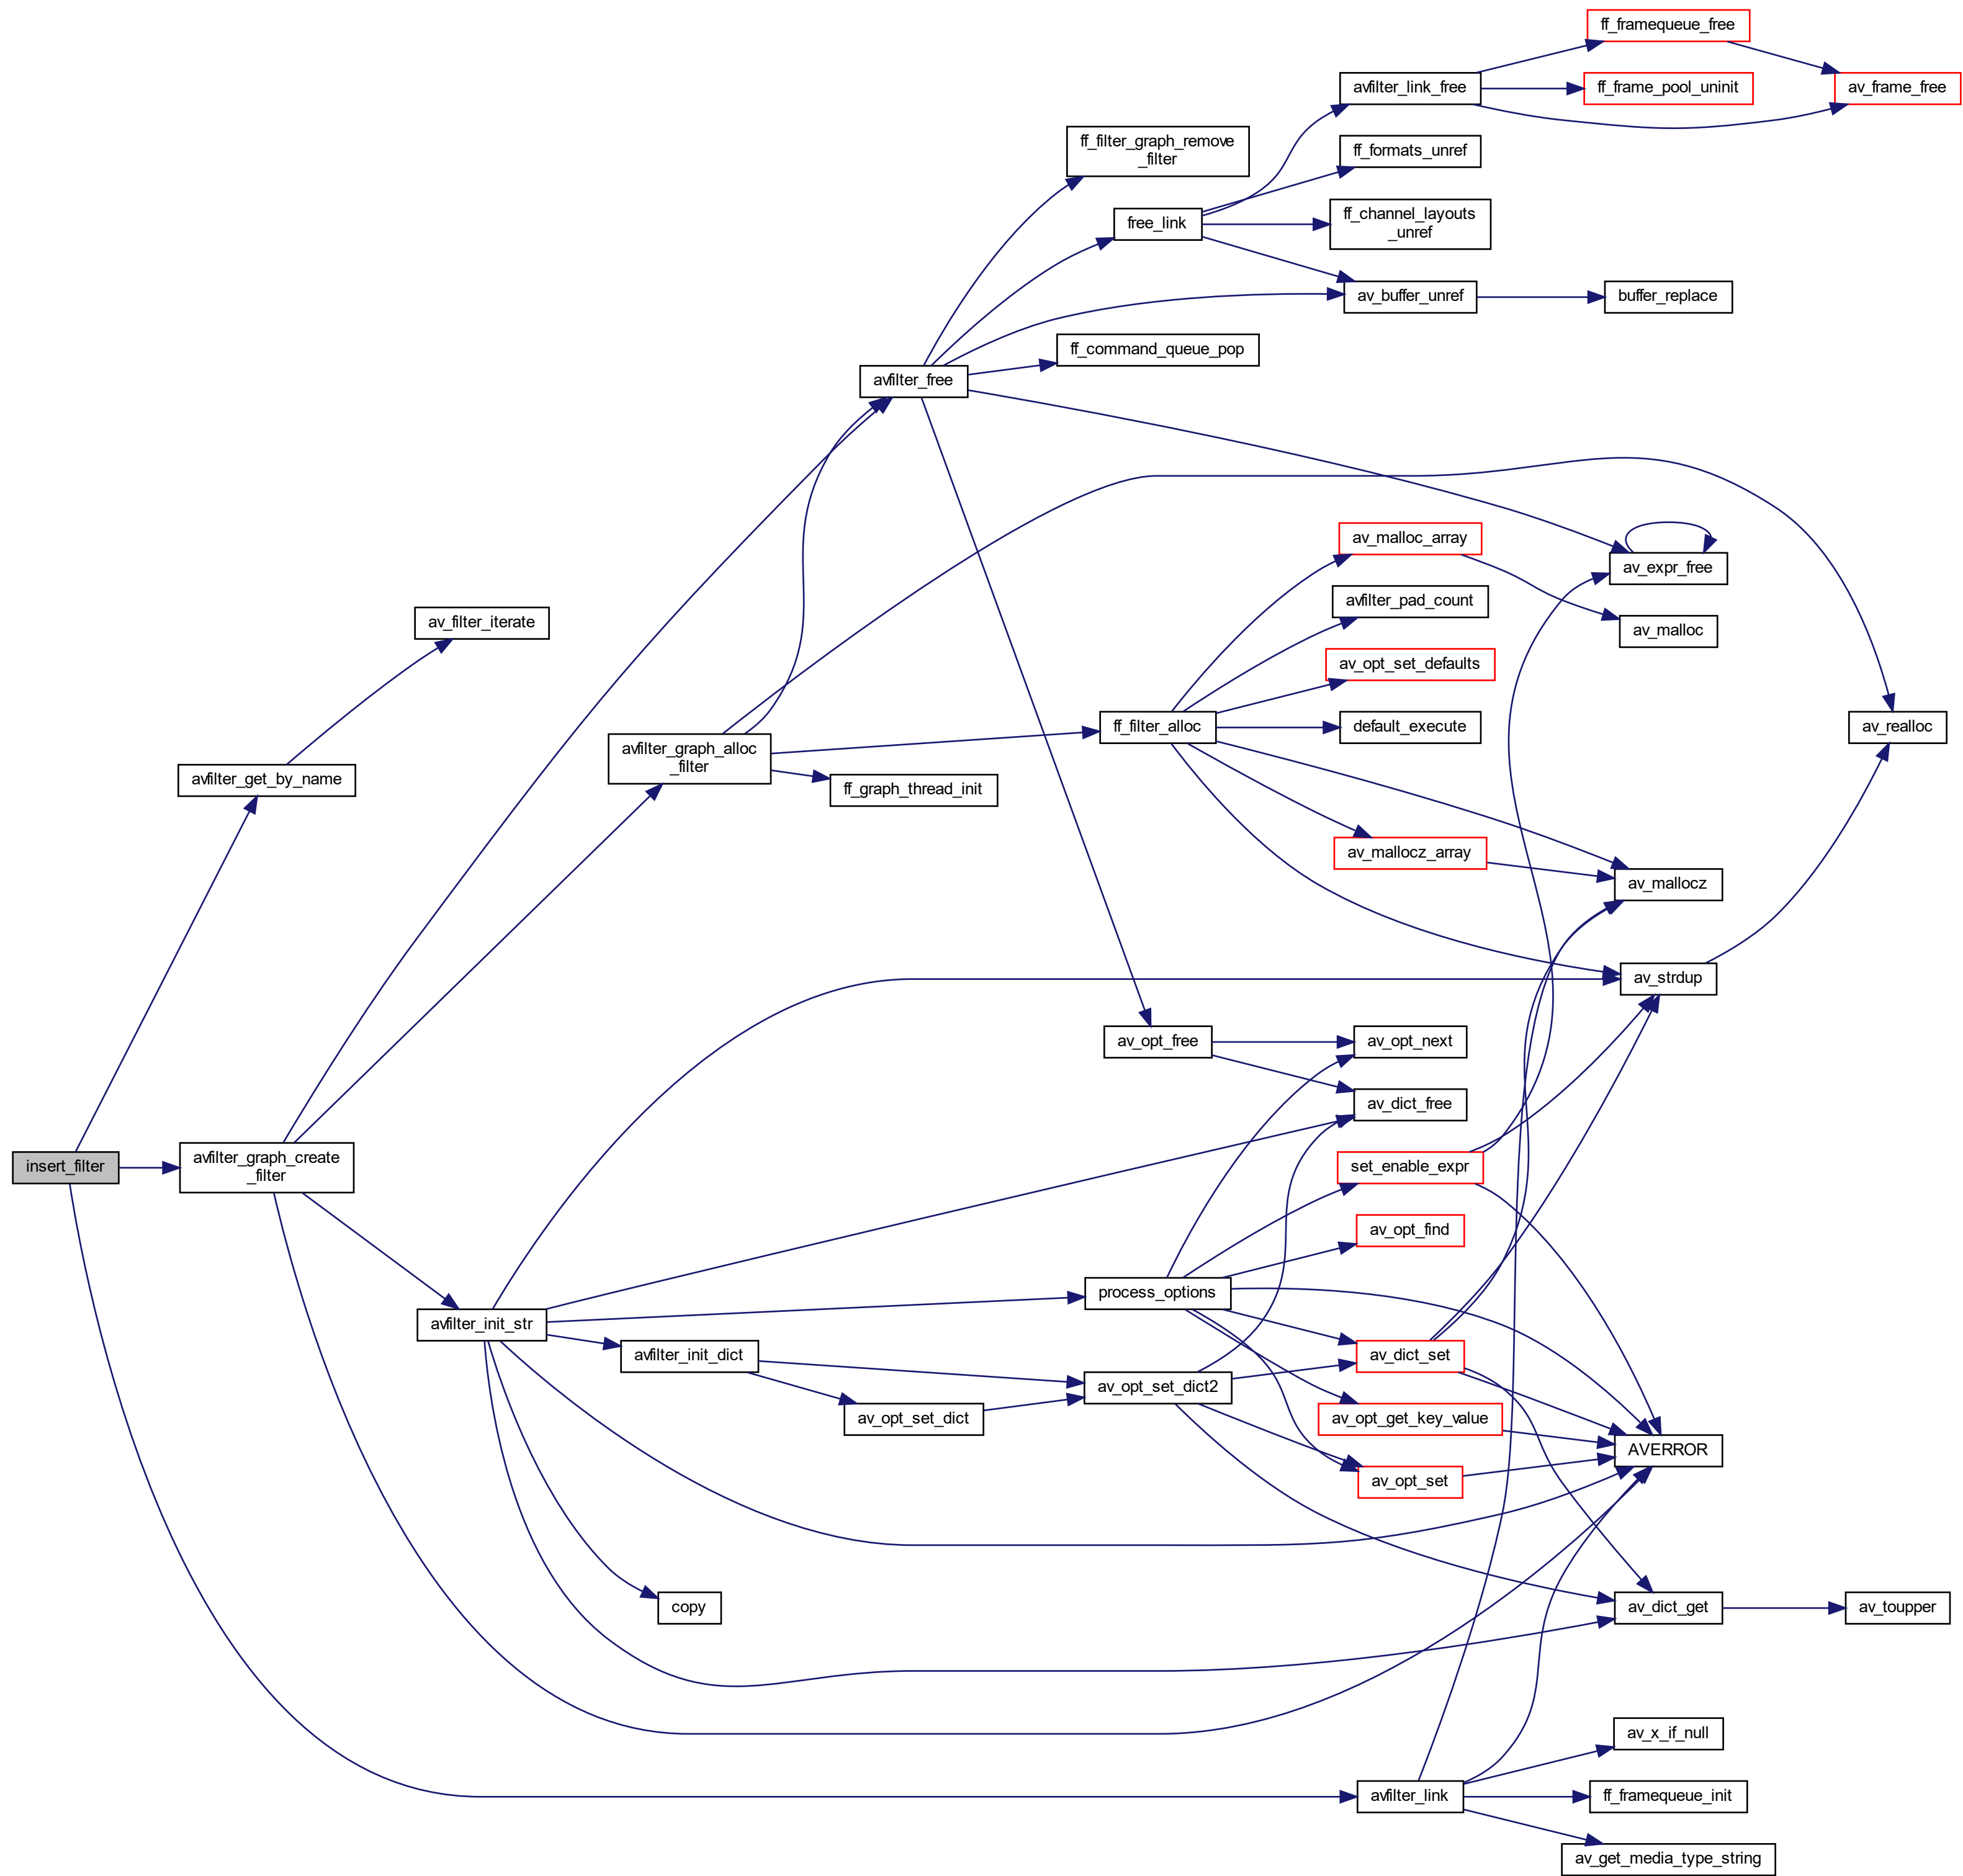 ff_framequeue_free
avfilter_link_free
ff_frame_pool_uninit
av_frame_free
ff_filter_graph_remove
_filter
ff_formats_unref
free_link
ff_channel_layouts
_unref
av_buffer_unref
buffer_replace
ff_command_queue_pop
avfilter_free
av_malloc_array
av_expr_free
avfilter_pad_count
av_filter_iterate
av_malloc
av_opt_set_defaults
ff_filter_alloc
default_execute
av_realloc
avfilter_graph_alloc
_filter
avfilter_get_by_name
ff_graph_thread_init
av_mallocz_array
av_mallocz
av_strdup
av_opt_free
av_opt_next
av_dict_free
insert_filter
avfilter_graph_create
_filter
set_enable_expr
av_opt_find
process_options
avfilter_init_str
avfilter_init_dict
av_dict_set
av_opt_set_dict2
av_opt_set_dict
av_opt_get_key_value
AVERROR
av_opt_set
copy
av_dict_get
av_toupper
av_x_if_null
avfilter_link
ff_framequeue_init
av_get_media_type_string